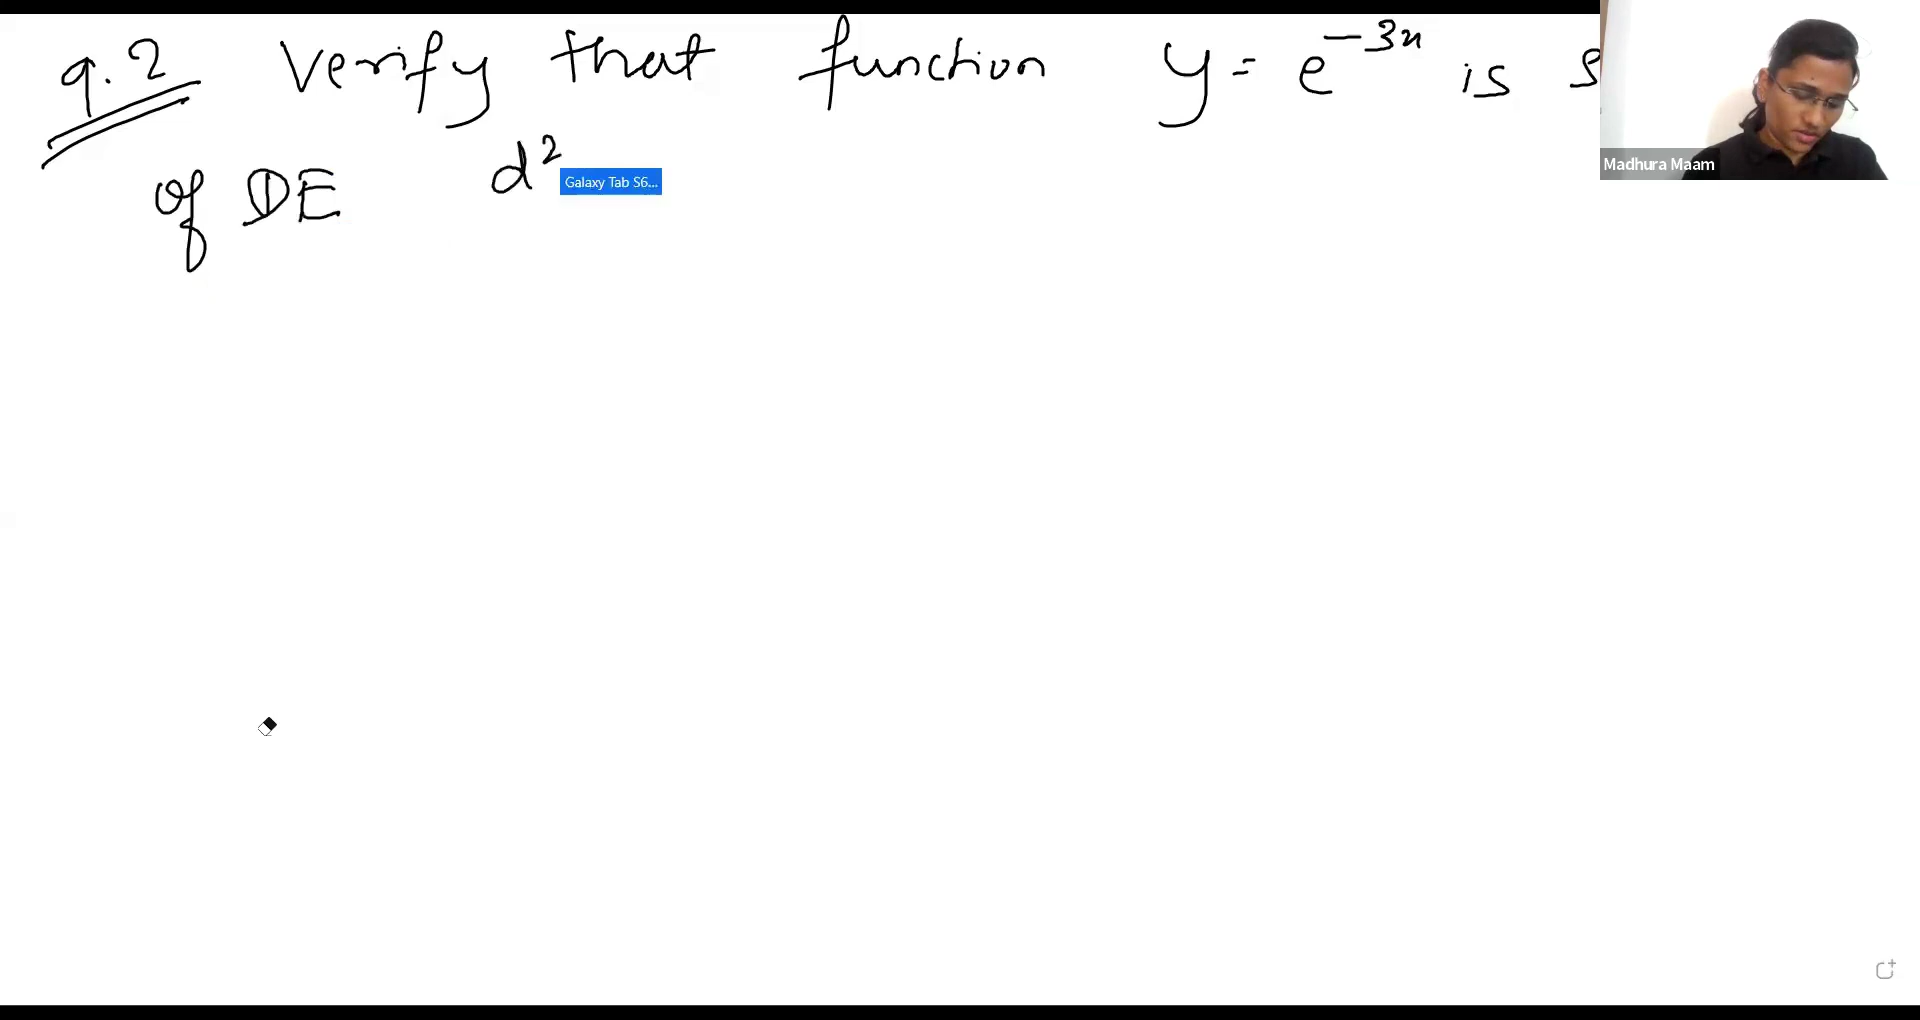 q.2 Verify that function y = e^-3x is s
of DE d²
Galaxy Tab S6...
Madhura Maam